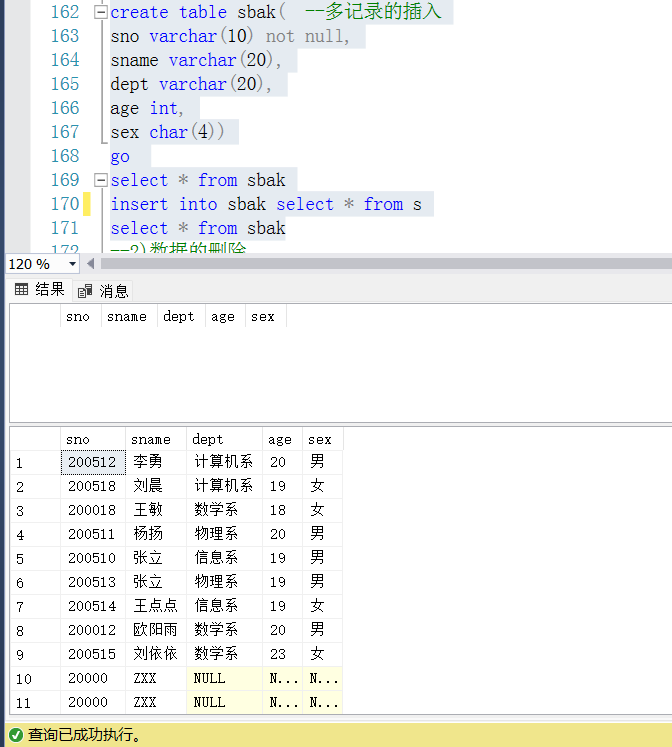 162 create table sbak( --多记录的插入
163 sno varchar(10) not null,
164 sname varchar(20),
165 dept varchar(20),
166 age int,
167 sex char(4))
168 go
169 select * from sbak
170 insert into sbak select * from s
171 select * from sbak
172 --2)数据的删除
120 %
结果 消息
sno sname dept age sex
sno sname dept age sex
1 200512 李勇 计算机系 20 男
2 200518 刘晨 计算机系 19 女
3 200018 王敏 数学系 18 女
4 200511 杨扬 物理系 20 男
5 200510 张立 信息系 19 男
6 200513 张立 物理系 19 男
7 200514 王点点 信息系 19 女
8 200012 欧阳雨 数学系 20 男
9 200515 刘依依 数学系 23 女
10 20000 ZXX NULL N... N...
11 20000 ZXX NULL N... N...
查询已成功执行。